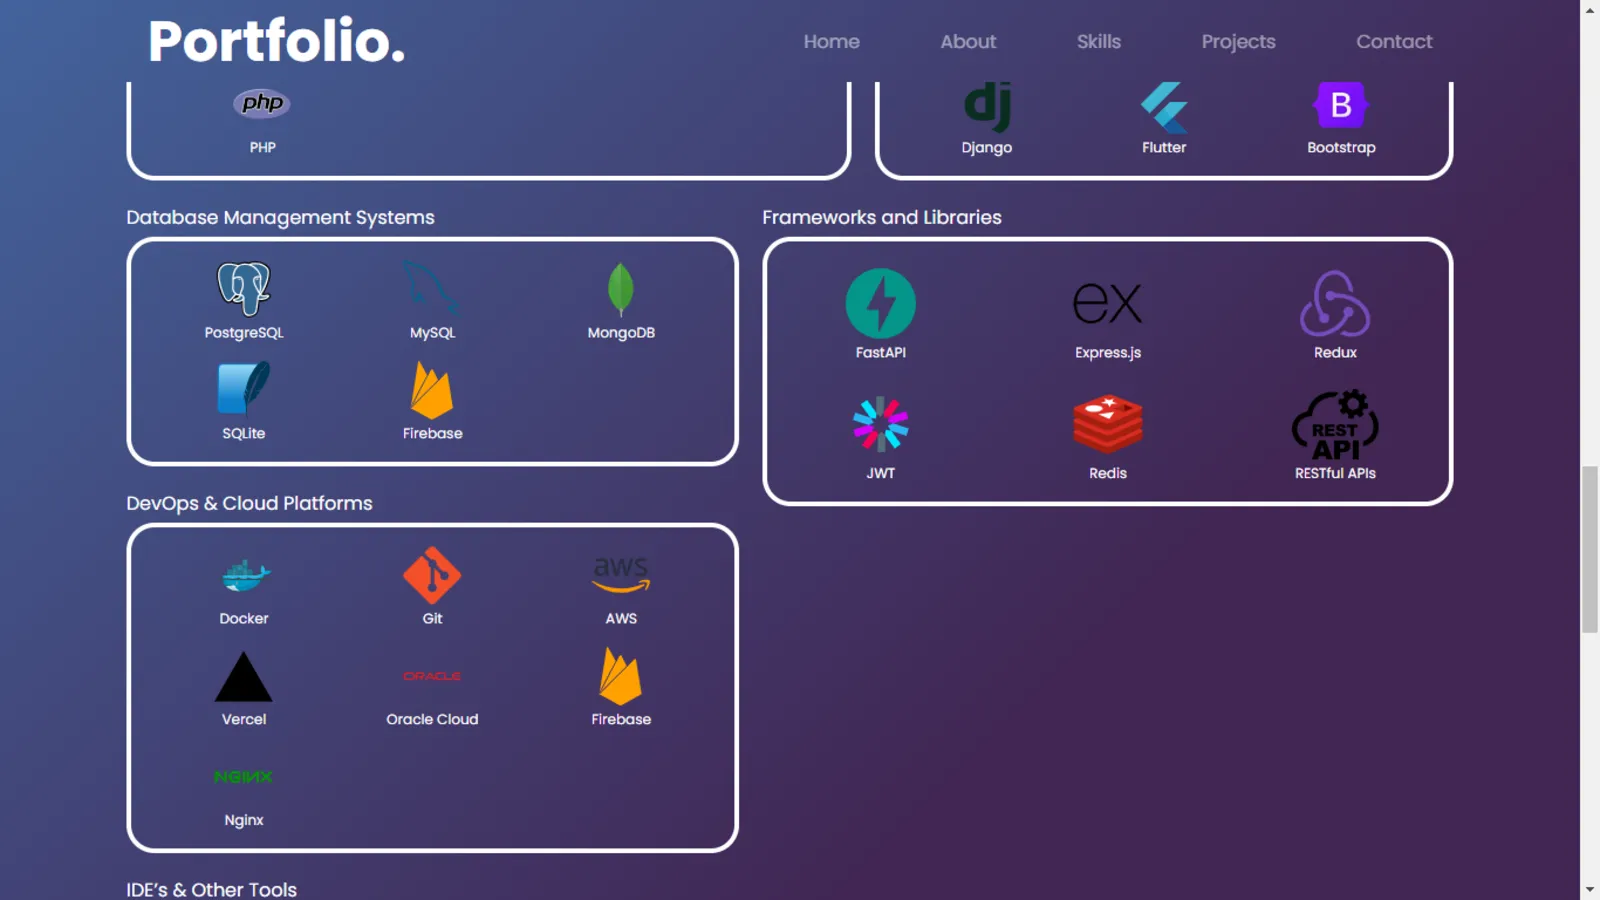 Portfolio.
Home About Skills Projects Contact
php
PHP
dj B
Django Flutter Bootstrap
Database Management Systems
PostgreSQL MySQL MongoDB
SQLite Firebase
Frameworks and Libraries
ex
FastAPI Express.js Redux
REST
API
JWT Redis RESTful APIs
DevOps & Cloud Platforms
aws
Docker Git AWS
ORACLE
Vercel Oracle Cloud Firebase
NGINX
Nginx
IDE’s & Other Tools